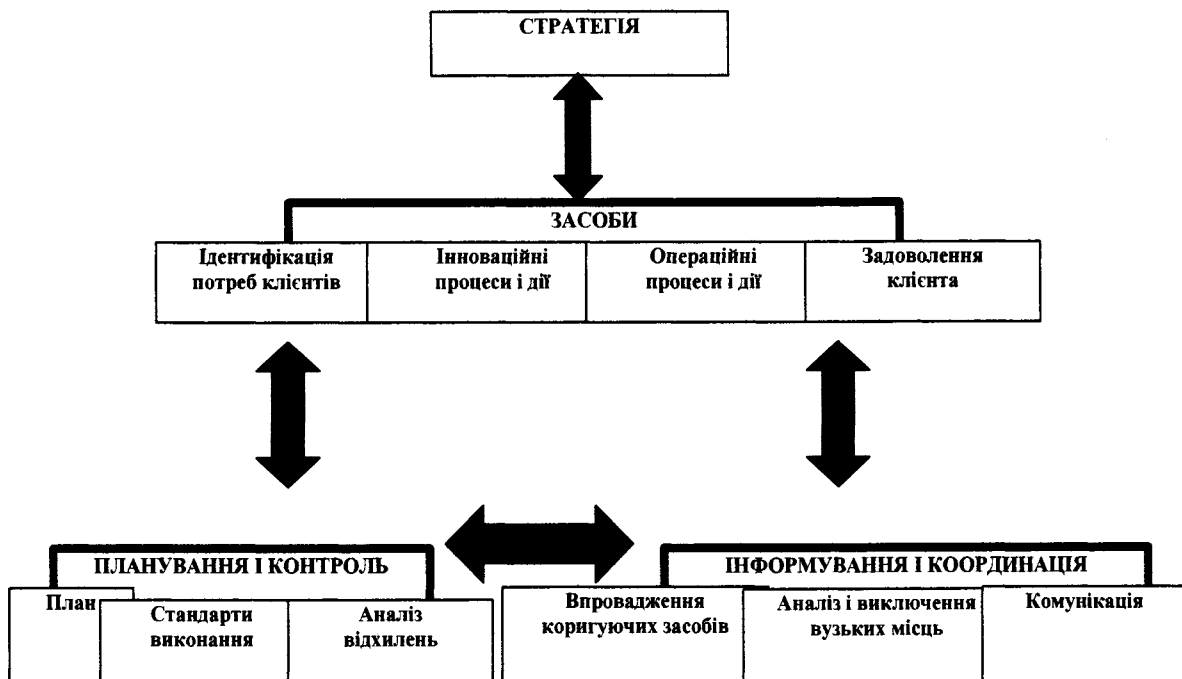 СТРАТЕГІЯ
ЗАСОБИ
Ідентифікація
потреб клієнтів
Інноваційні
процеси і дії
Операційні
процеси і дії
Задоволення
клієнта
ПЛАНУВАННЯ І КОНТРОЛЬ
План
Стандарти
виконання
Аналіз
відхилень
ІНФОРМУВАННЯ І КООРДИНАЦІЯ
Впровадження
коригуючих засобів
Аналіз і виключення
вузьких місць
Комунікація